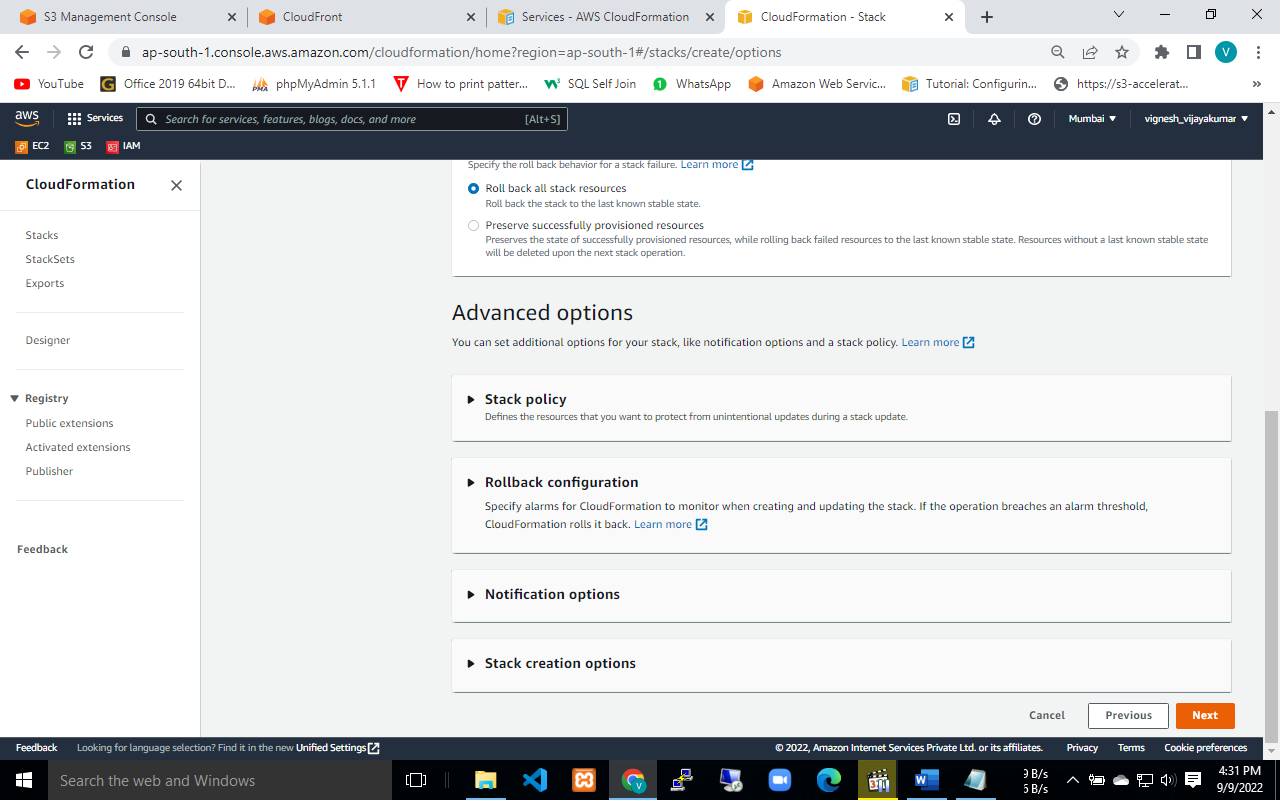 S3 Management Console
CloudFront
Services - AWS CloudFormation
CloudFormation - Stack
ap-south-1.console.aws.amazon.com/cloudformation/home?region=ap-south-1#/stacks/create/options
V
YouTube
Office 2019 64bit D...
phpMyAdmin 5.1.1
How to print patter...
SQL Self Join
WhatsApp
Amazon Web Servic...
Tutorial: Configurin...
https://s3-accelerat...
aws
Services
Search for services, features, blogs, docs, and more [Alt+S]
Mumbai
vignesh_vijayakumar
EC2
S3
IAM
CloudFormation
Stacks
StackSets
Exports
Designer
Registry
Public extensions
Activated extensions
Publisher
Feedback
Specify the roll back behavior for a stack failure. Learn more
Roll back all stack resources
Roll back the stack to the last known stable state.
Preserve successfully provisioned resources
Preserves the state of successfully provisioned resources, while rolling back failed resources to the last known stable state. Resources without a last known stable state
will be deleted upon the next stack operation.
Advanced options
You can set additional options for your stack, like notification options and a stack policy. Learn more
Stack policy
Defines the resources that you want to protect from unintentional updates during a stack update.
Rollback configuration
Specify alarms for CloudFormation to monitor when creating and updating the stack. If the operation breaches an alarm threshold,
CloudFormation rolls it back. Learn more
Notification options
Stack creation options
Cancel
Previous
Next
Feedback
Looking for language selection? Find it in the new Unified Settings
© 2022, Amazon Internet Services Private Ltd. or its affiliates.
Privacy
Terms
Cookie preferences
Search the web and Windows
9 B/s
6 B/s
4:31 PM
9/9/2022